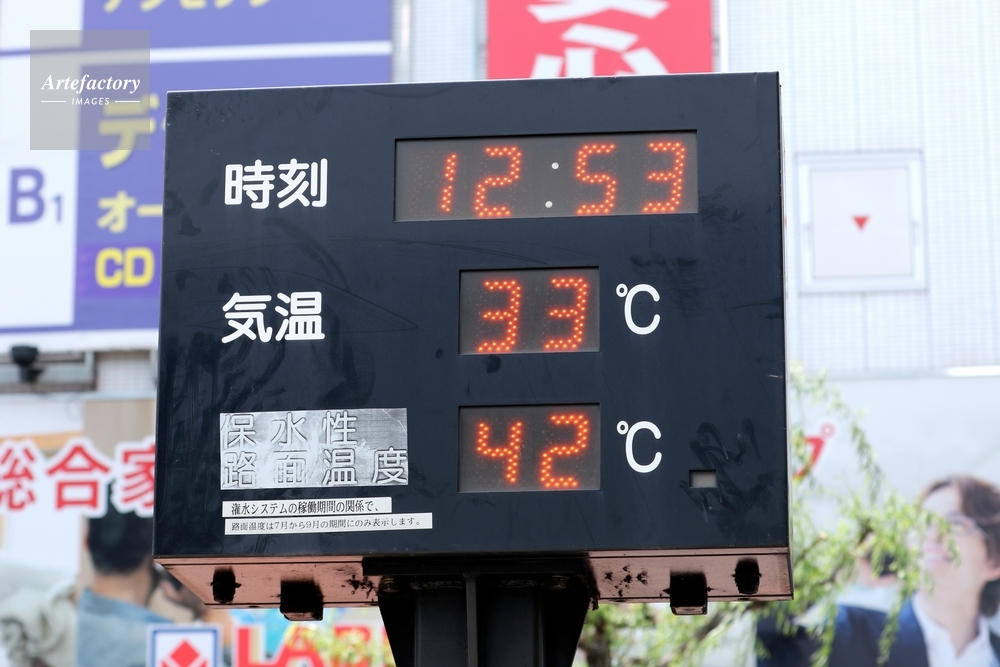 Artefactory
IMAGES
B1
CD
時刻 12:53
気温 33 ℃
保水性
路面温度 42 ℃
潅水システムの稼働期間の関係で、
路面温度は7月から9月の期間にのみ表示します。
総合家